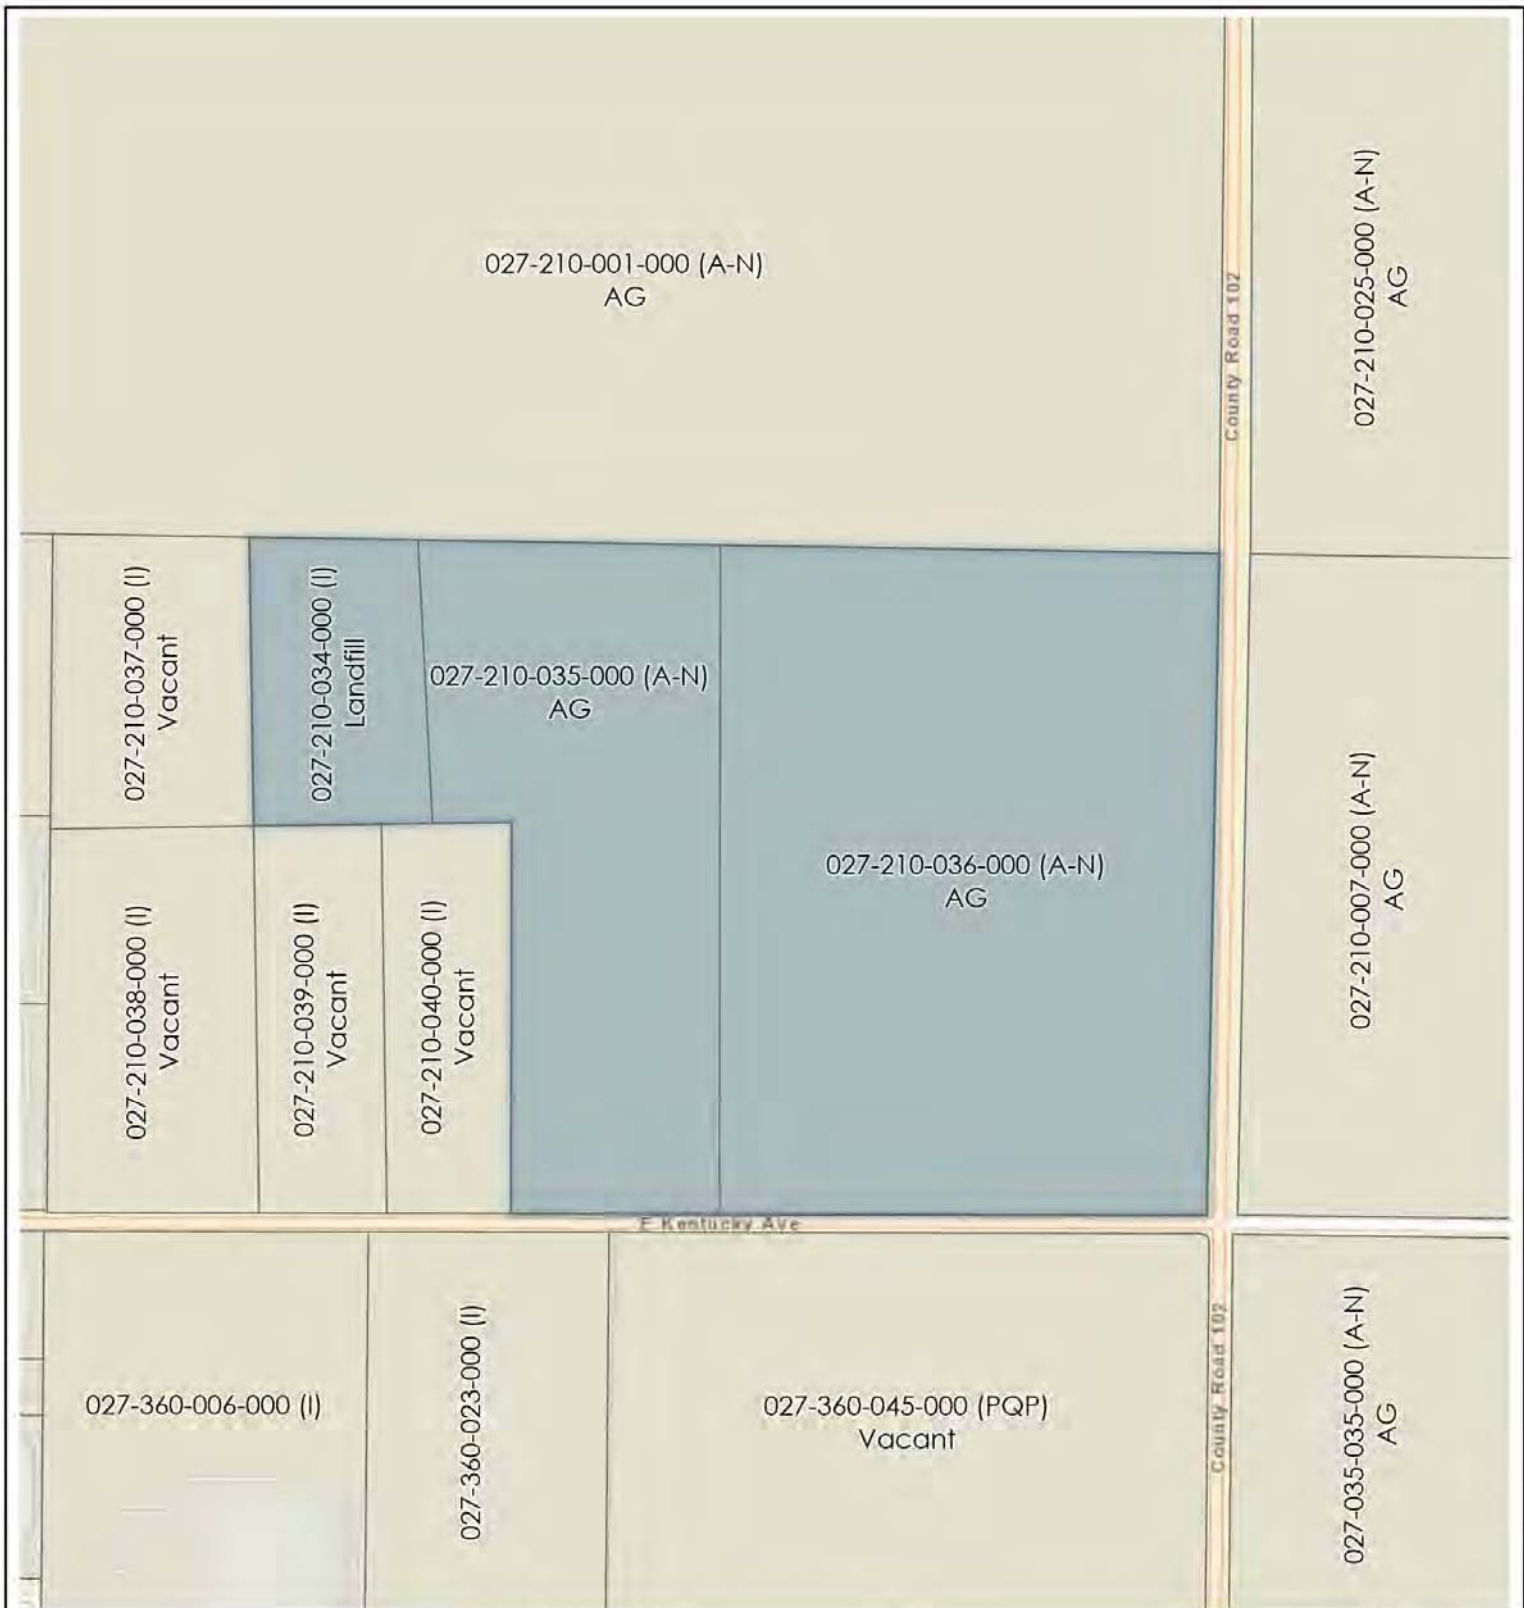 027-210-001-000 (A-N)
AG
027-210-025-000 (A-N)
AG
County Road 102
027-210-037-000 (I)
Vacant
027-210-034-000 (I)
Landfill
027-210-035-000 (A-N)
AG
027-210-036-000 (A-N)
AG
027-210-007-000 (A-N)
AG
027-210-038-000 (I)
Vacant
027-210-039-000 (I)
Vacant
027-210-040-000 (I)
Vacant
E Kentucky Ave
027-360-006-000 (I)
027-360-023-000 (I)
027-360-045-000 (PQP)
Vacant
County Road 102
027-035-035-000 (A-N)
AG